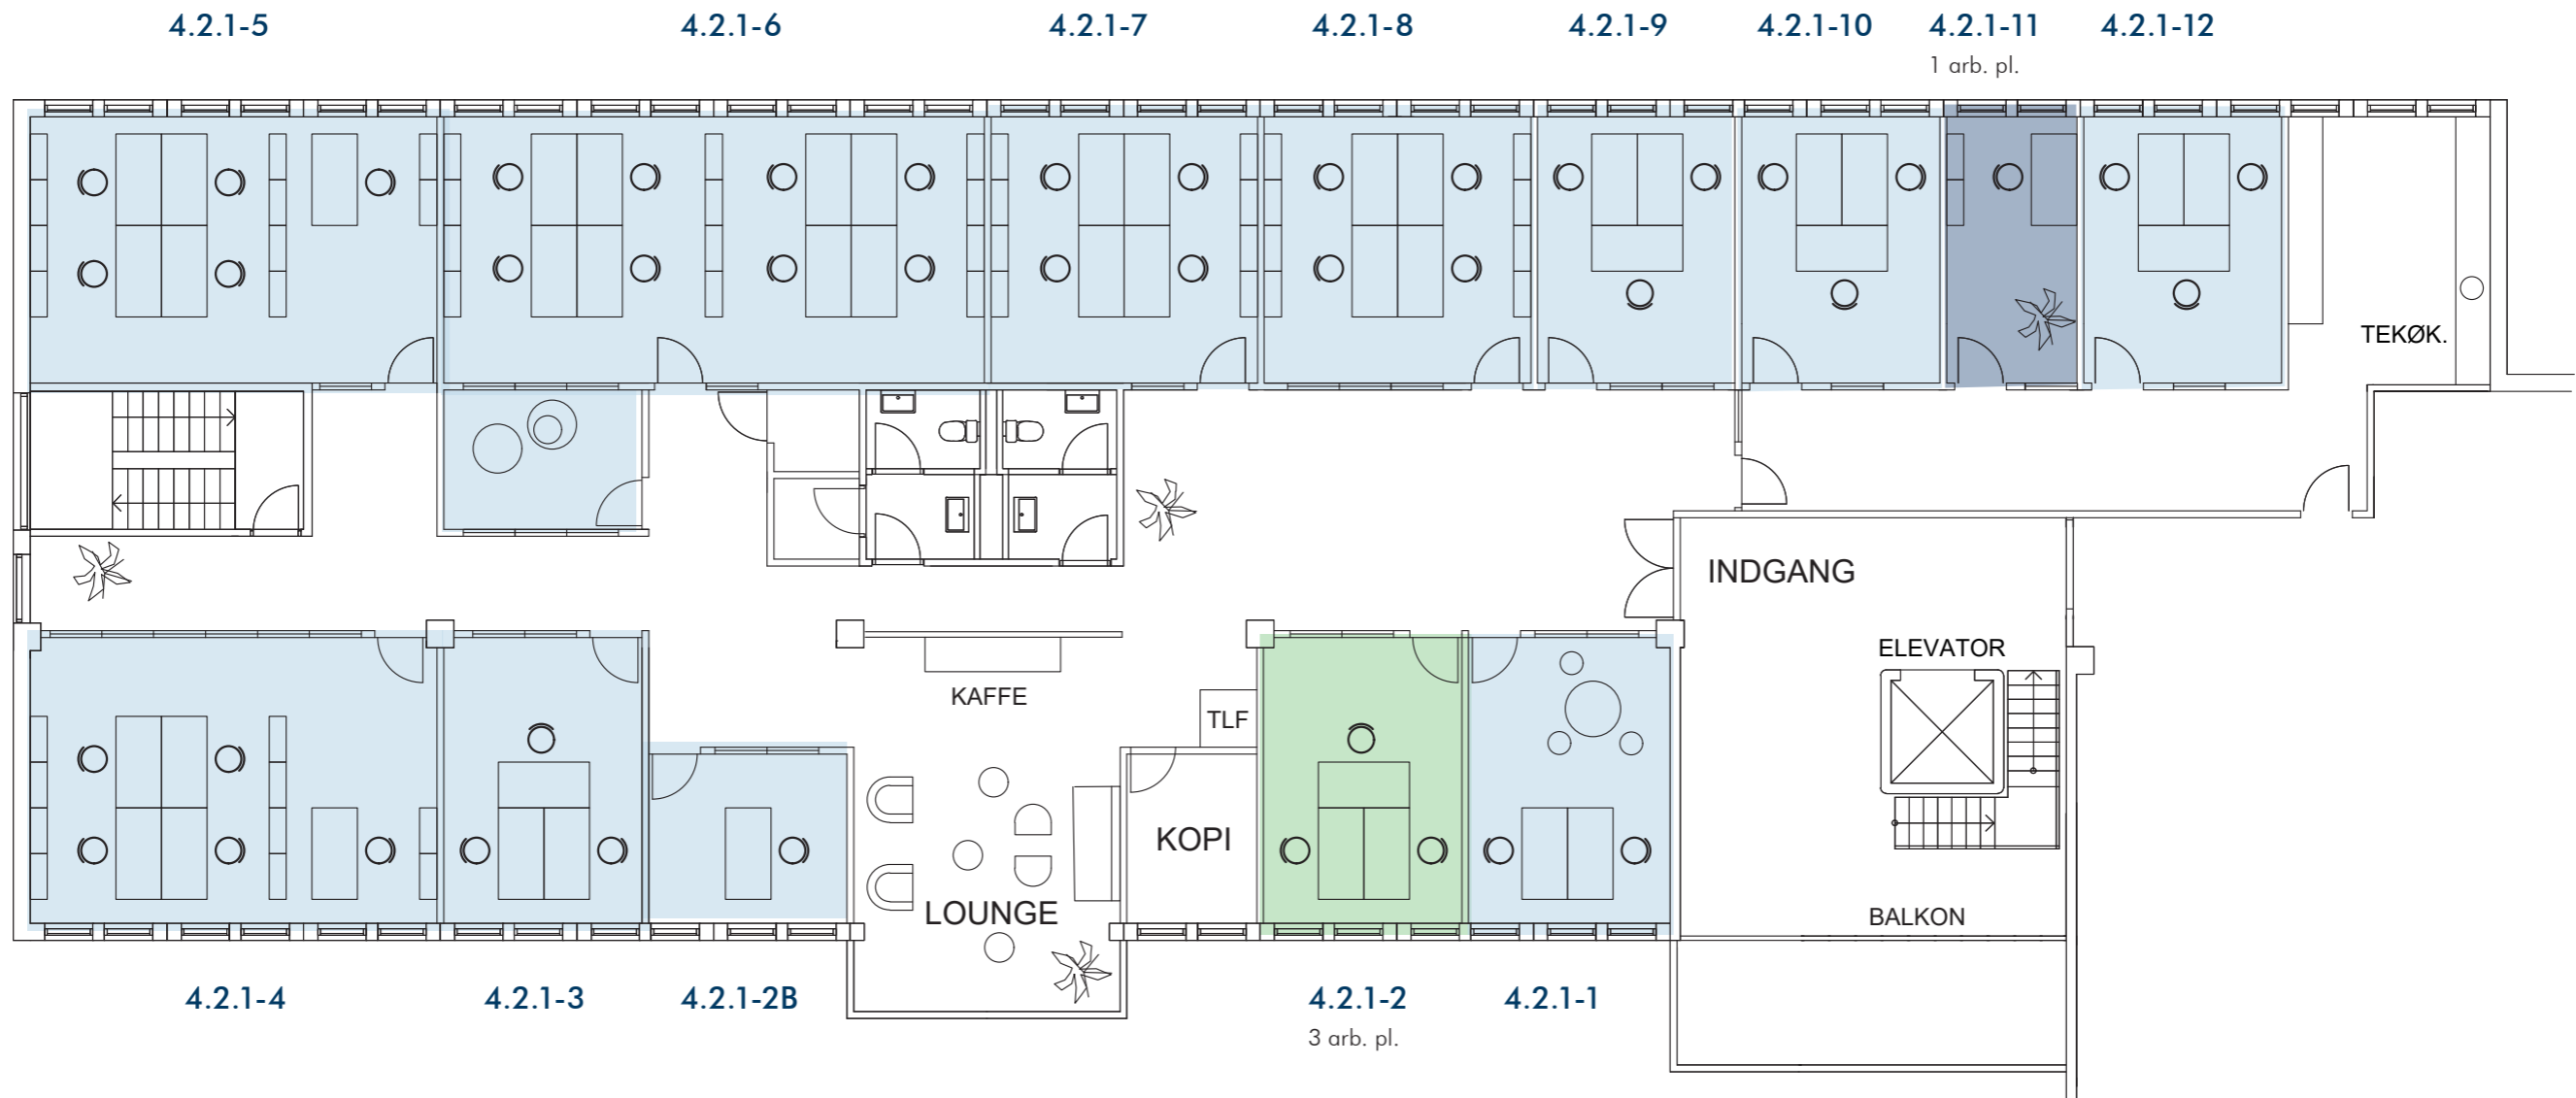 4.2.1-5
4.2.1-6
4.2.1-7
4.2.1-8
4.2.1-9
4.2.1-10
4.2.1-11
1 arb. pl.
4.2.1-12
TEKØK.
INDGANG
ELEVATOR
KAFFE
TLF
KOPI
LOUNGE
BALKON
4.2.1-4
4.2.1-3
4.2.1-2B
4.2.1-2
3 arb. pl.
4.2.1-1